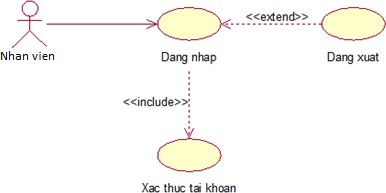 <<extend>>
Nhan vien
Dang nhap
Dang xuat
<<include>>
Xac thuc tai khoan